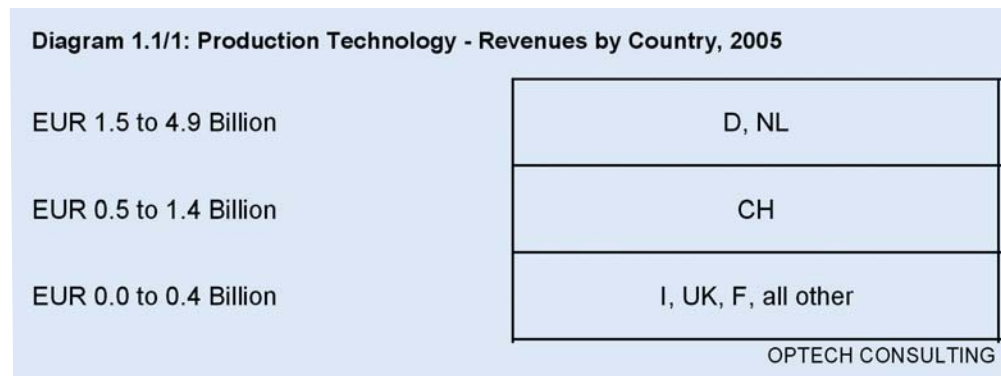 Diagram 1.1/1: Production Technology - Revenues by Country, 2005
EUR 1.5 to 4.9 Billion D, NL
EUR 0.5 to 1.4 Billion CH
EUR 0.0 to 0.4 Billion I, UK, F, all other
OPTECH CONSULTING